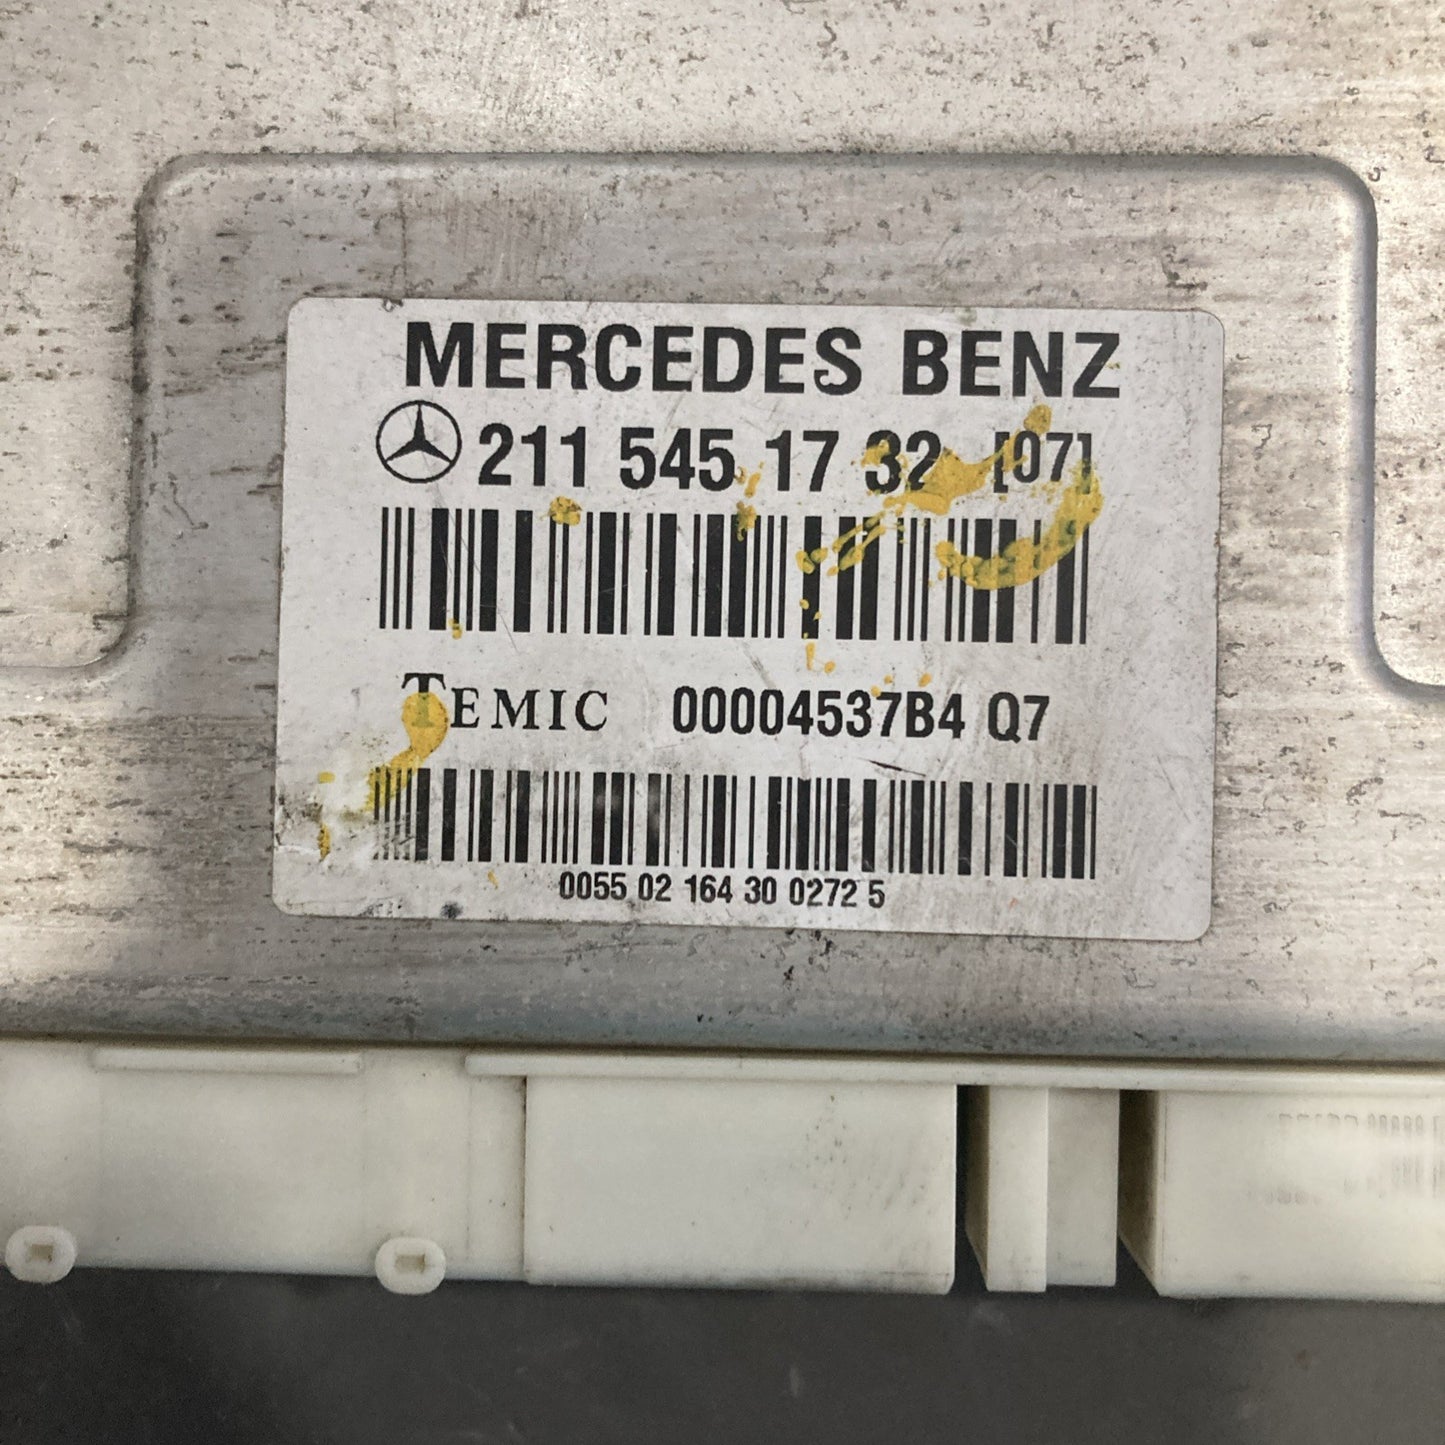 MERCEDES BENZ
211 545 17 32 [07]
TEMIC 00004537B4 Q7
0055 02 164 30 0272 5